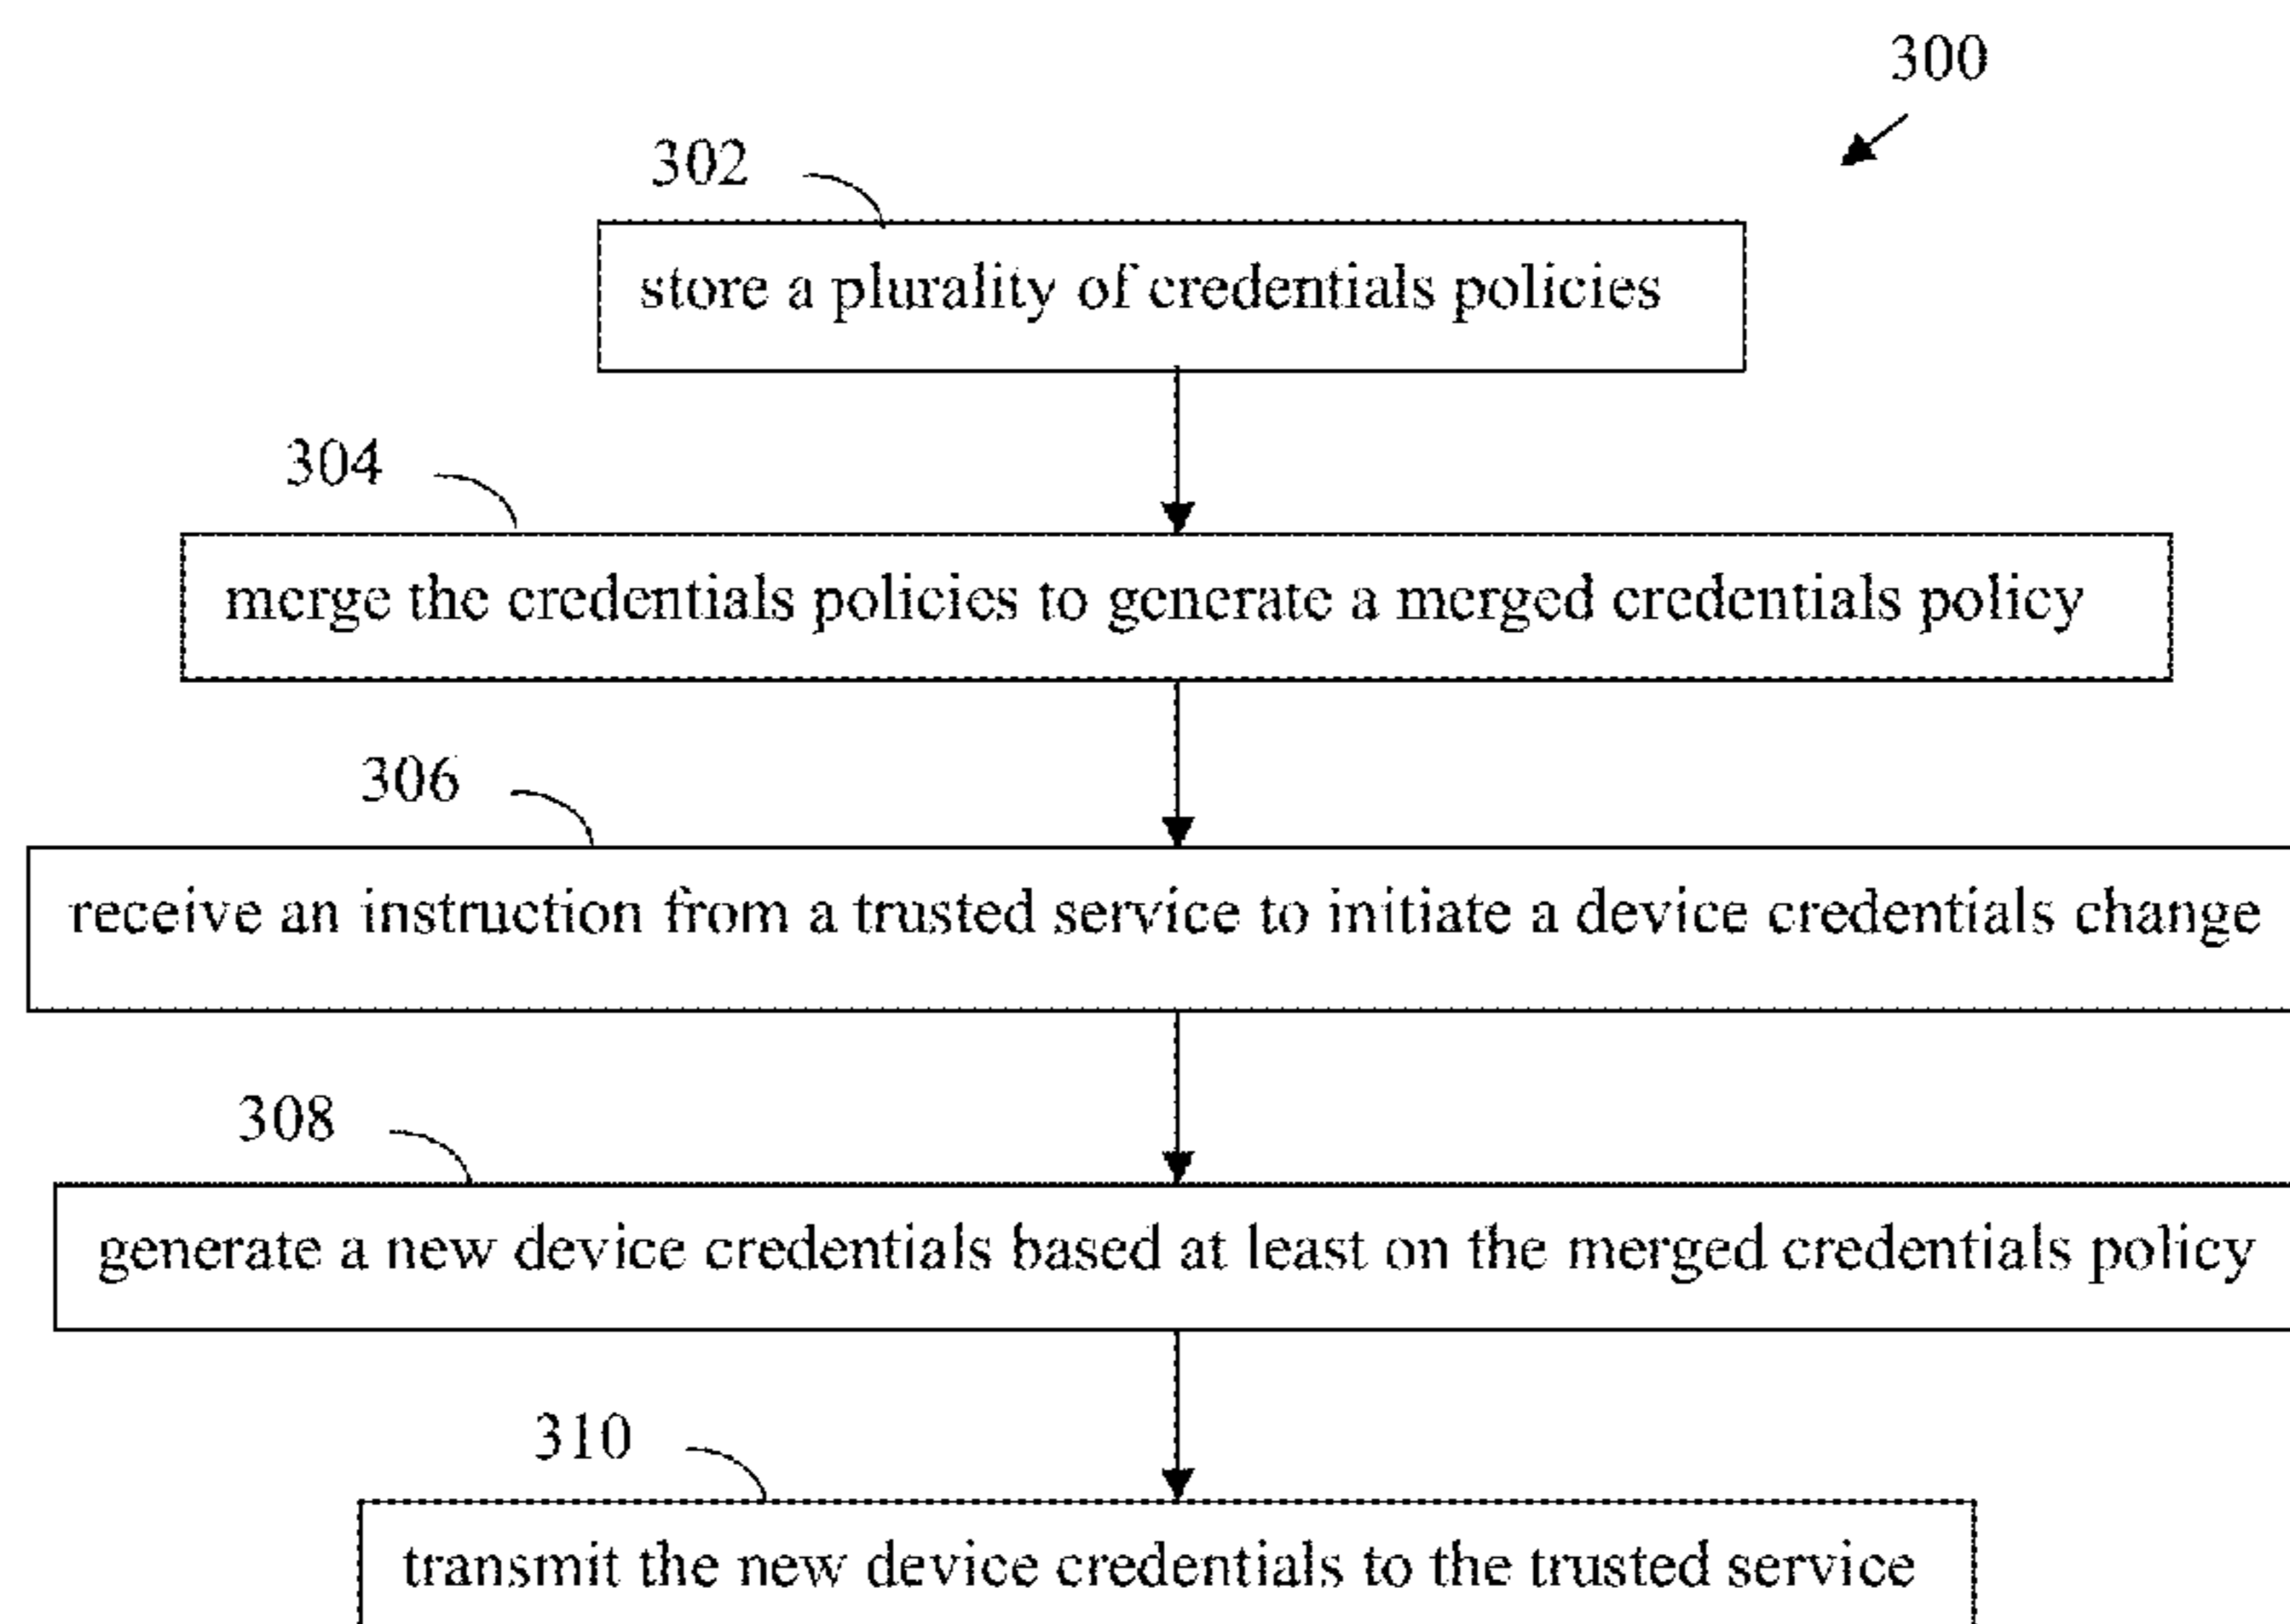 300
302
store a plurality of credentials policies
304
merge the credentials policies to generate a merged credentials policy
306
receive an instruction from a trusted service to initiate a device credentials change
308
generate a new device credentials based at least on the merged credentials policy
310
transmit the new device credentials to the trusted service